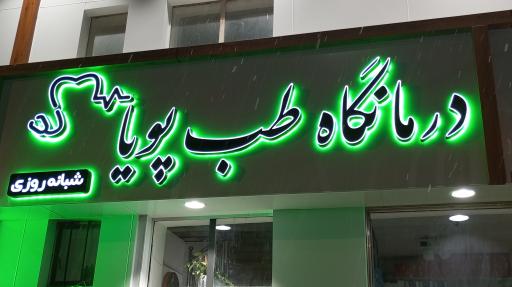 درمانگاه طب پویا
شبانه روزی